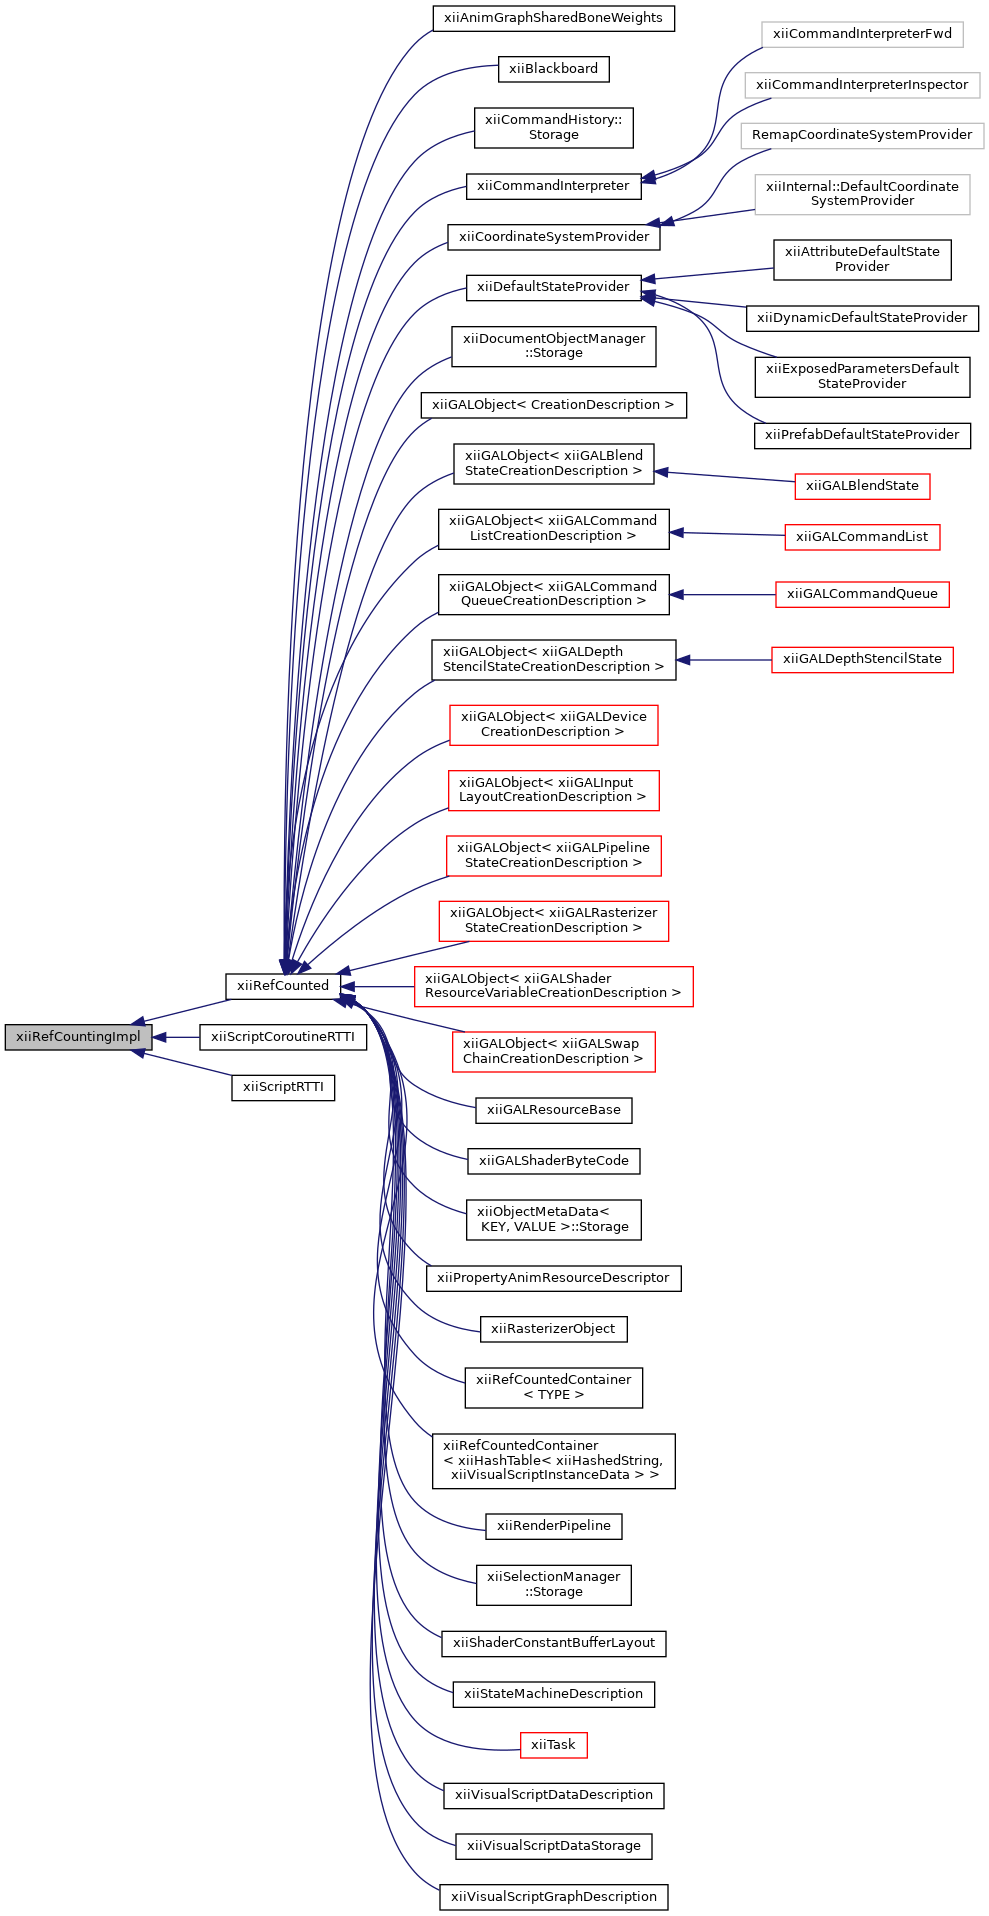 xiiAnimGraphSharedBoneWeights
xiiBlackboard
xiiCommandHistory::
Storage
xiiCommandInterpreter
xiiCoordinateSystemProvider
xiiDefaultStateProvider
xiiDocumentObjectManager
::Storage
xiiGALObject< CreationDescription >
xiiGALObject< xiiGALBlend
StateCreationDescription >
xiiGALObject< xiiGALCommand
ListCreationDescription >
xiiGALObject< xiiGALCommand
QueueCreationDescription >
xiiGALObject< xiiGALDepth
StencilStateCreationDescription >
xiiGALObject< xiiGALDevice
CreationDescription >
xiiGALObject< xiiGALInput
LayoutCreationDescription >
xiiGALObject< xiiGALPipeline
StateCreationDescription >
xiiGALObject< xiiGALRasterizer
StateCreationDescription >
xiiGALObject< xiiGALShader
ResourceVariableCreationDescription >
xiiGALObject< xiiGALSwap
ChainCreationDescription >
xiiGALResourceBase
xiiGALShaderByteCode
xiiObjectMetaData<
KEY, VALUE >::Storage
xiiPropertyAnimResourceDescriptor
xiiRasterizerObject
xiiRefCountedContainer
< TYPE >
xiiRefCountedContainer
< xiiHashTable< xiiHashedString,
xiiVisualScriptInstanceData > >
xiiRenderPipeline
xiiSelectionManager
::Storage
xiiShaderConstantBufferLayout
xiiStateMachineDescription
xiiTask
xiiVisualScriptDataDescription
xiiVisualScriptDataStorage
xiiVisualScriptGraphDescription
xiiCommandInterpreterFwd
xiiCommandInterpreterInspector
RemapCoordinateSystemProvider
xiiInternal::DefaultCoordinate
SystemProvider
xiiAttributeDefaultState
Provider
xiiDynamicDefaultStateProvider
xiiExposedParametersDefault
StateProvider
xiiPrefabDefaultStateProvider
xiiGALBlendState
xiiGALCommandList
xiiGALCommandQueue
xiiGALDepthStencilState
xiiRefCounted
xiiRefCountingImpl
xiiScriptCoroutineRTTI
xiiScriptRTTI